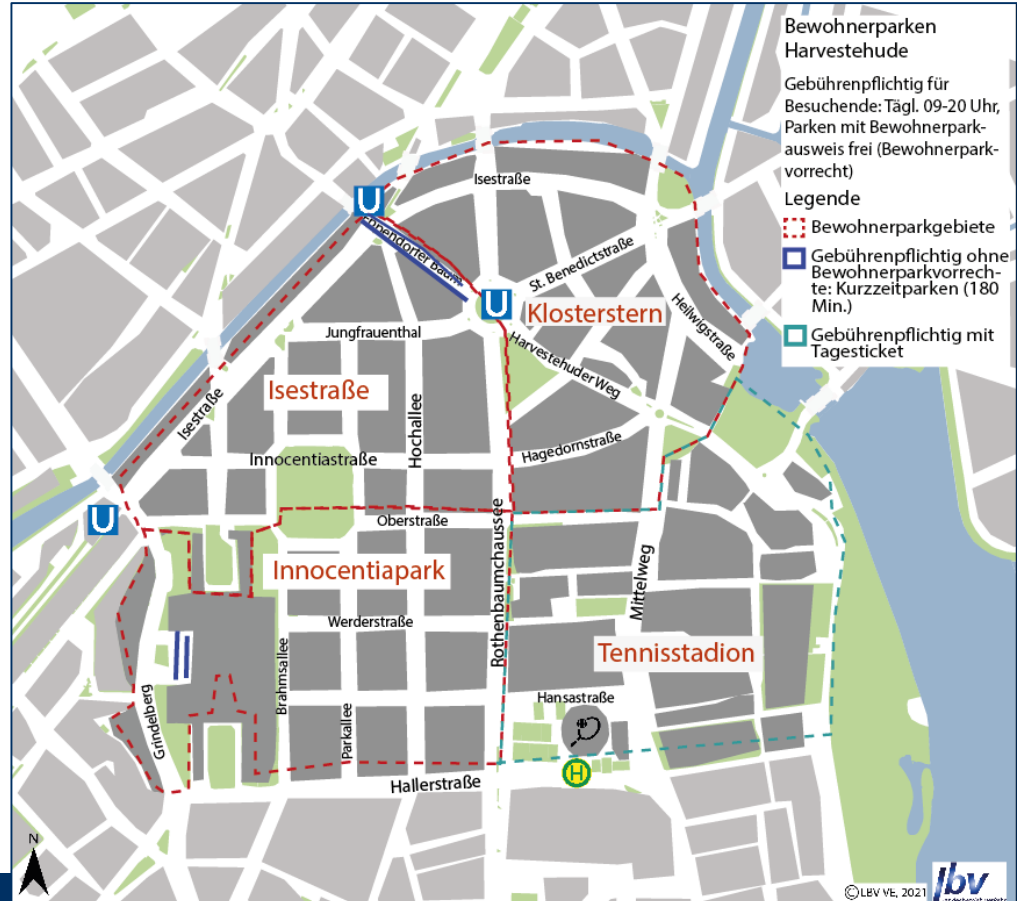 Bewohnerparken
Harvestehude
Gebührenpflichtig für
Besuchende: Tägl. 09-20 Uhr,
Parken mit Bewohnerpark-
ausweis frei (Bewohnerpark-
vorrecht)
Legende
Bewohnerparkgebiete
Gebührenpflichtig ohne
Bewohnerparkvorrech-
te: Kurzzeitparken (180
Min.)
Gebührenpflichtig mit
Tagesticket
Isestraße
U
Eppendorfer Baum
St. Benedictstraße
U
Klosterstern
Heilwigstraße
Jungfrauenthal
Harvestehuder Weg
Isestraße
Isestraße
Hochallee
Hagedornstraße
Innocentiastraße
U
Oberstraße
Rothenbaumchaussee
Innocentiapark
Mittelweg
Werderstraße
Tennisstadion
Brahmsallee
Grindelberg
Parkallee
Hansastraße
H
Hallerstraße
N
©LBV VE, 2021
lbv